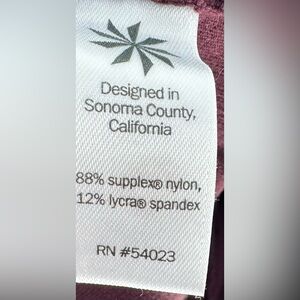 Designed in
Sonoma County,
California
88% supplex® nylon,
12% lycra® spandex
RN #54023